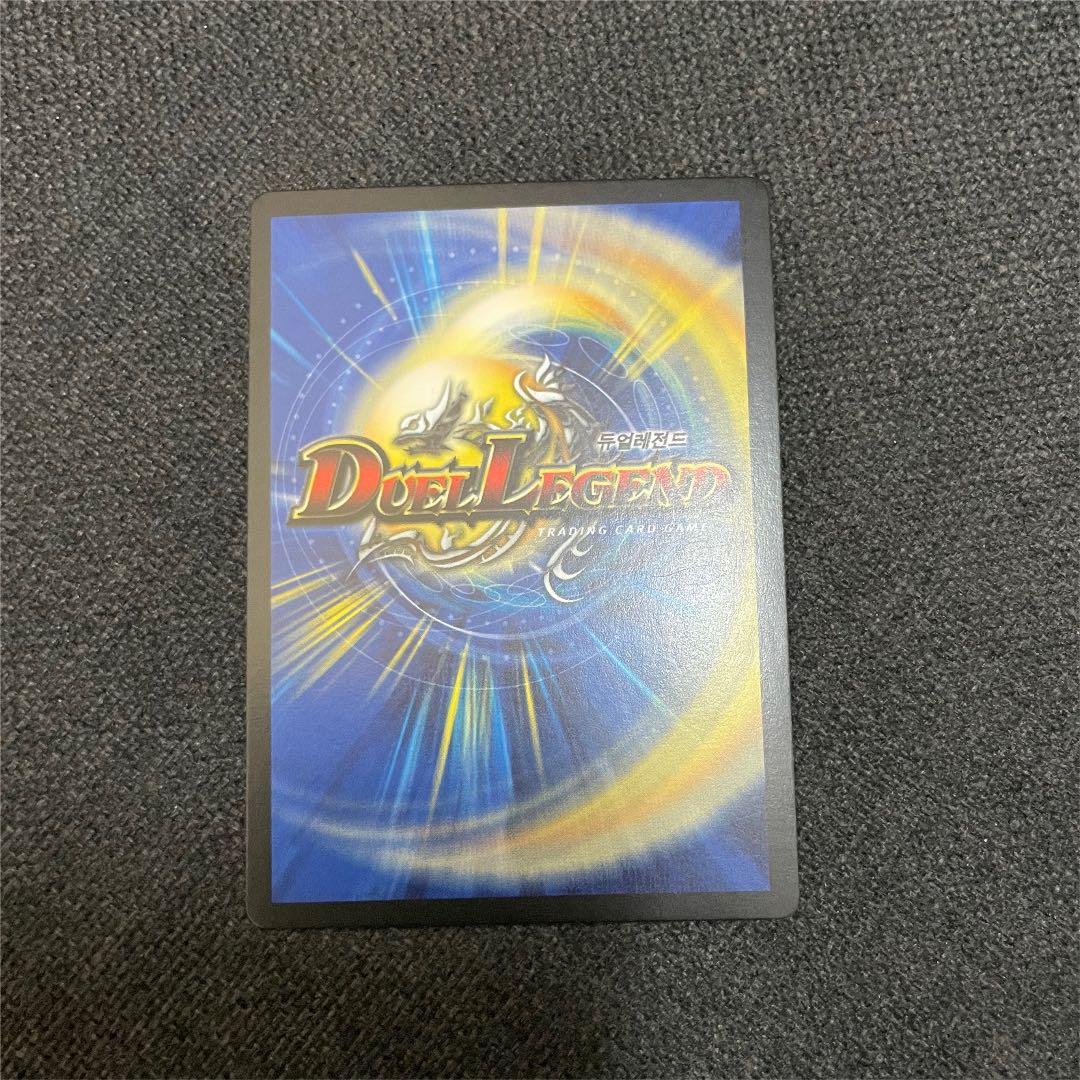 듀얼레전드
DUEL LEGEND
TRADING CARD GAME